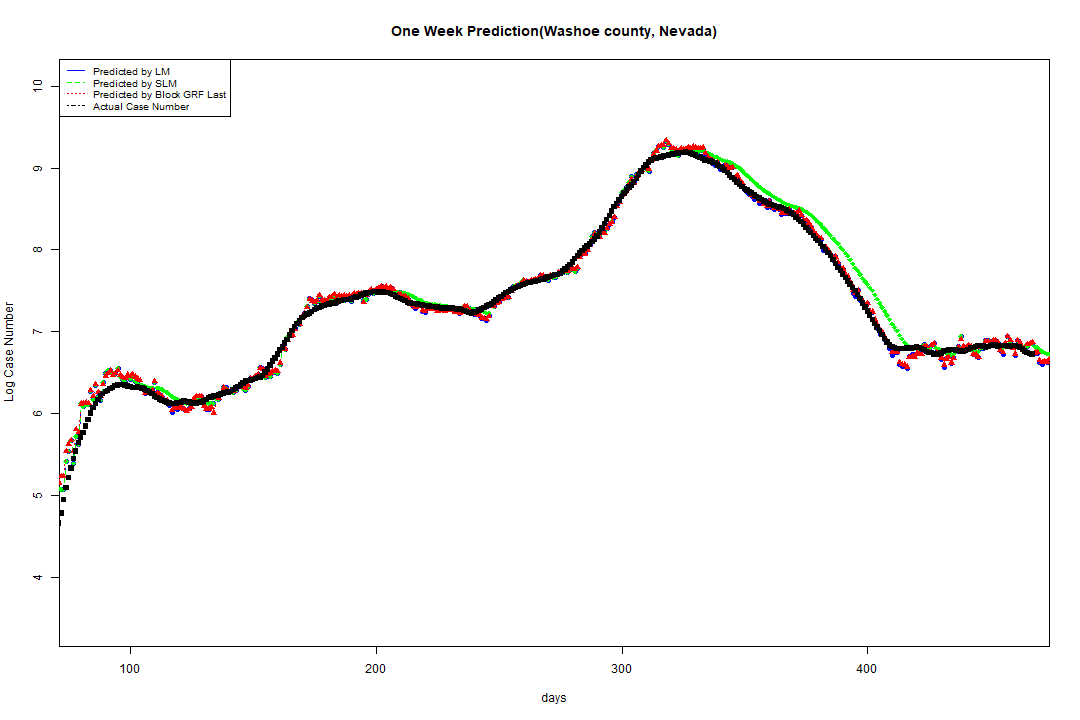 One Week Prediction(Washoe county, Nevada)
Predicted by LM
Predicted by SLM
Predicted by Block GRF Last
Actual Case Number
10
9
8
7
6
5
4
Log Case Number
100 200 300 400
days